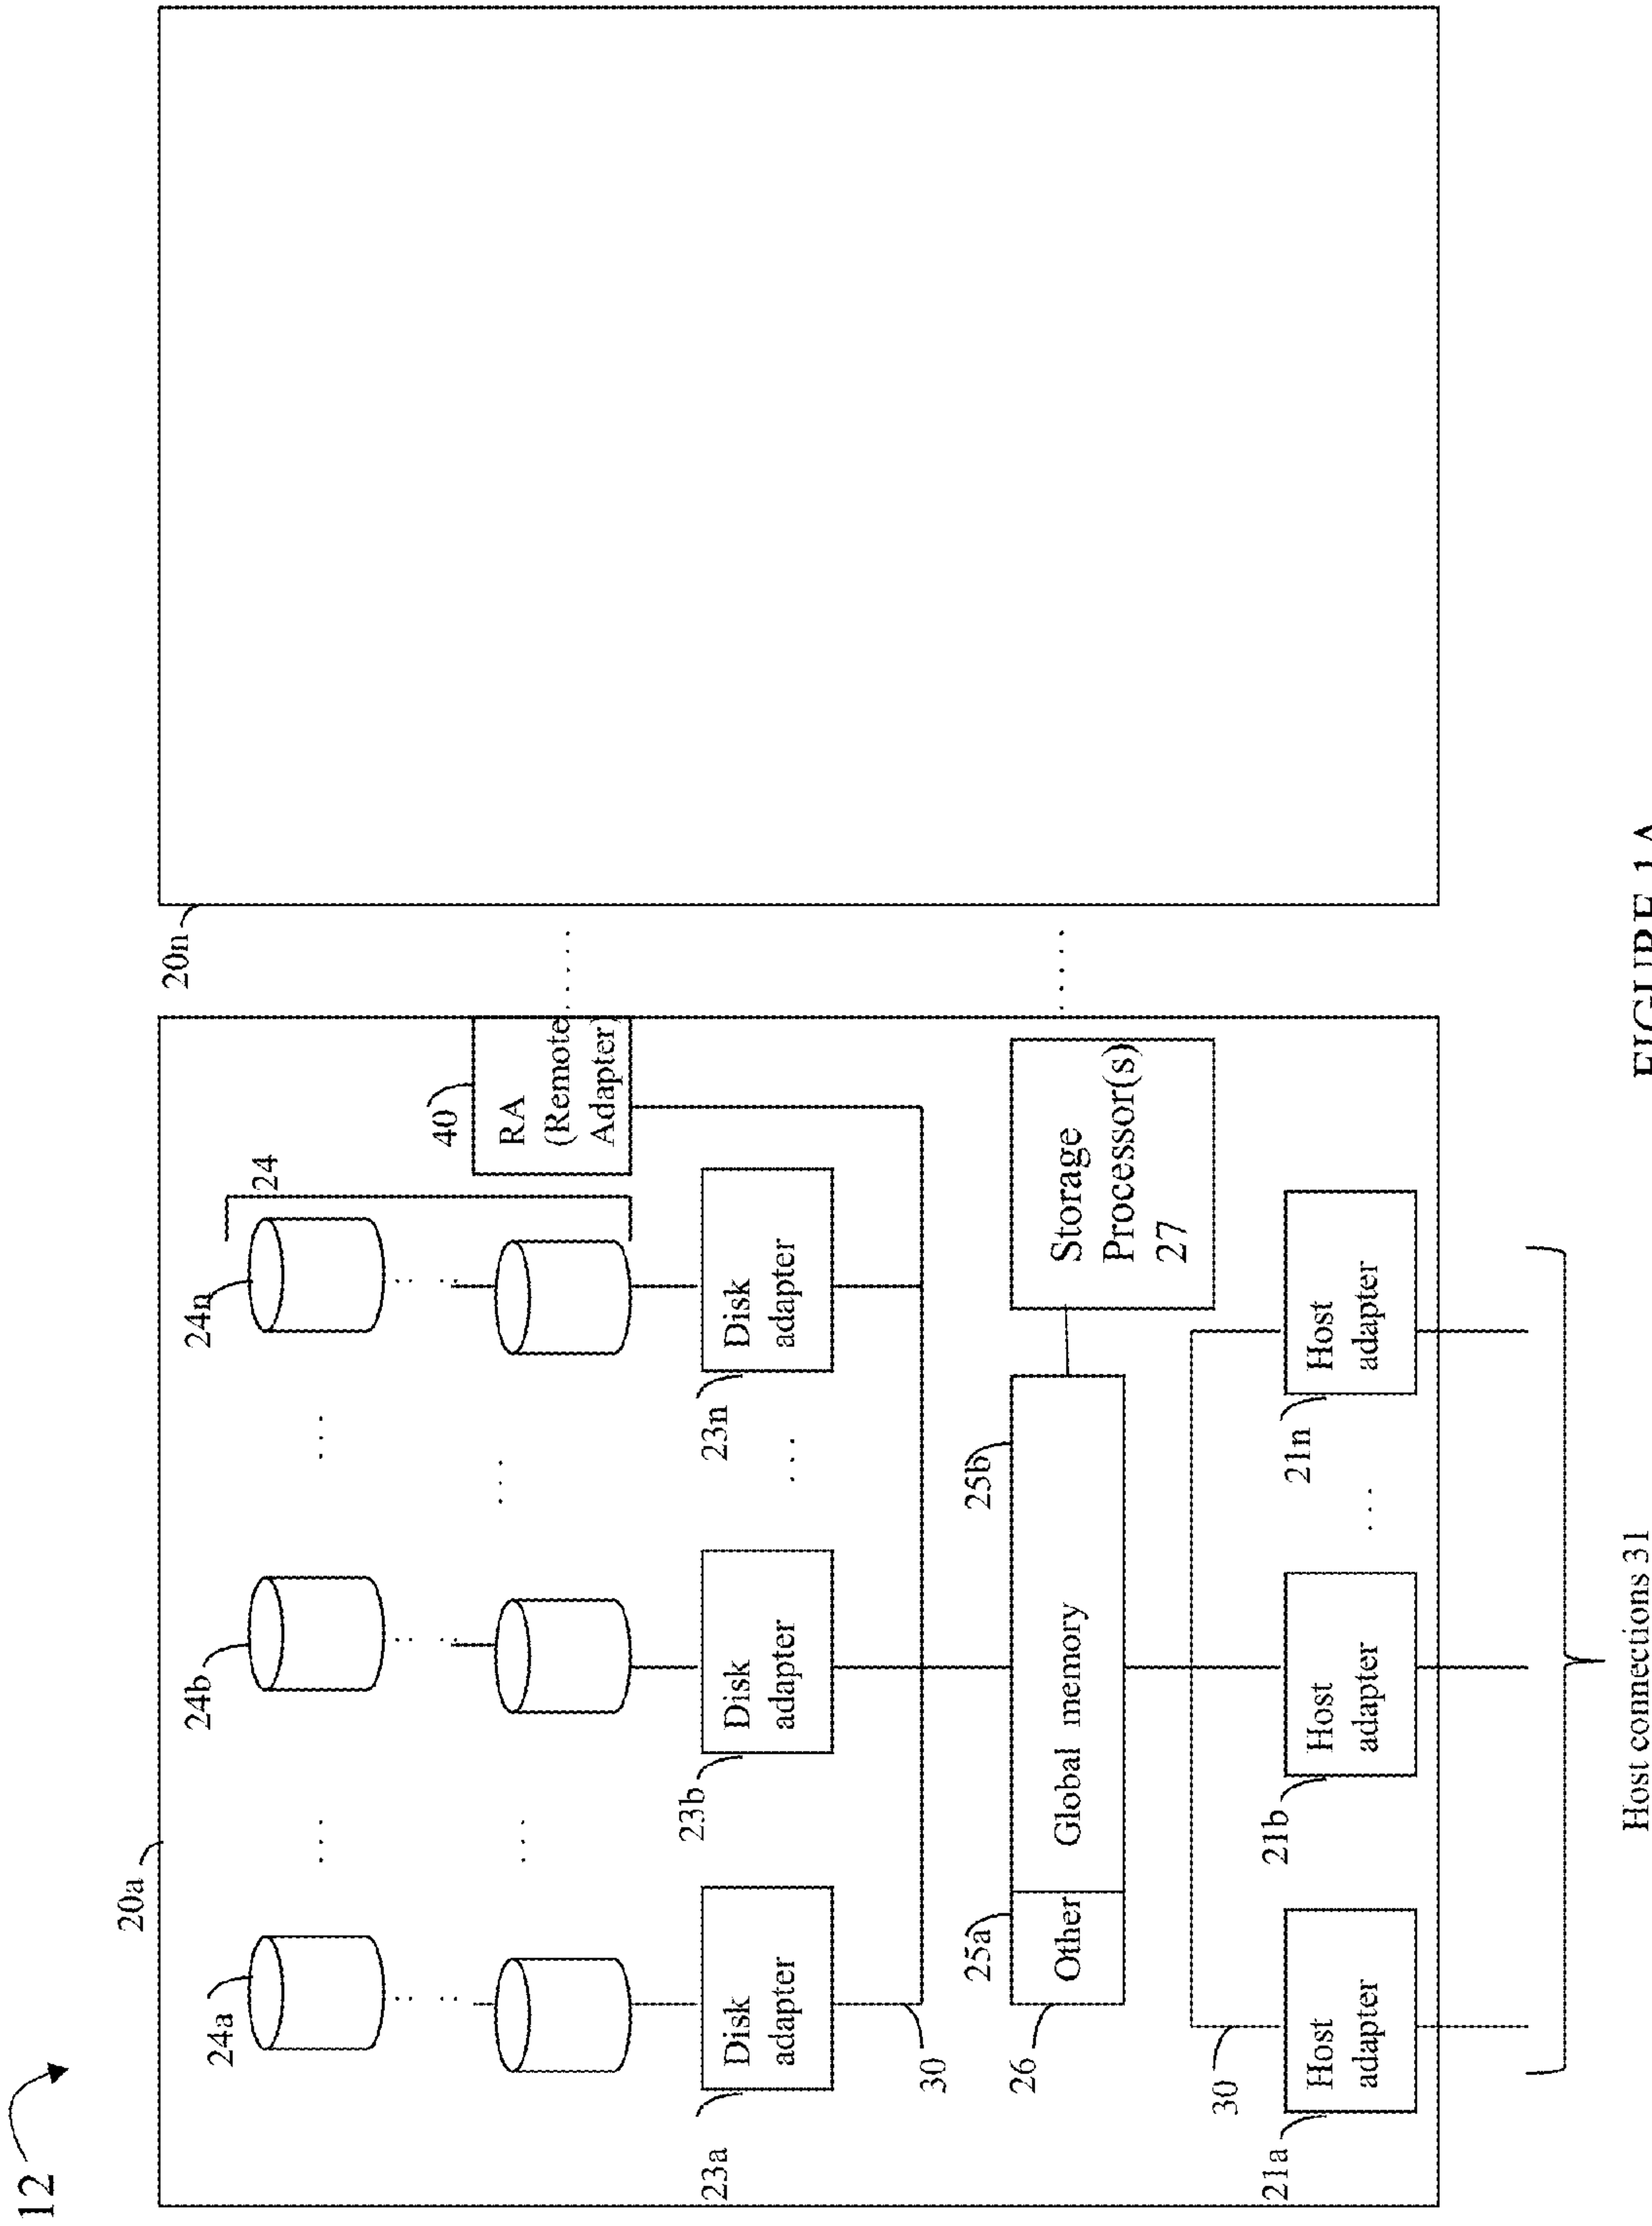 12
20a
20n
24a
24b
24n
24
40
RA
(Remote
Adapter)
23a
Disk
adapter
23b
Disk
adapter
23n
Disk
adapter
30
25a
25b
26
Other
Global memory
Storage
Processor(s)
27
30
21a
Host
adapter
21b
Host
adapter
21n
Host
adapter
Host connections 31
FIGURE 1A